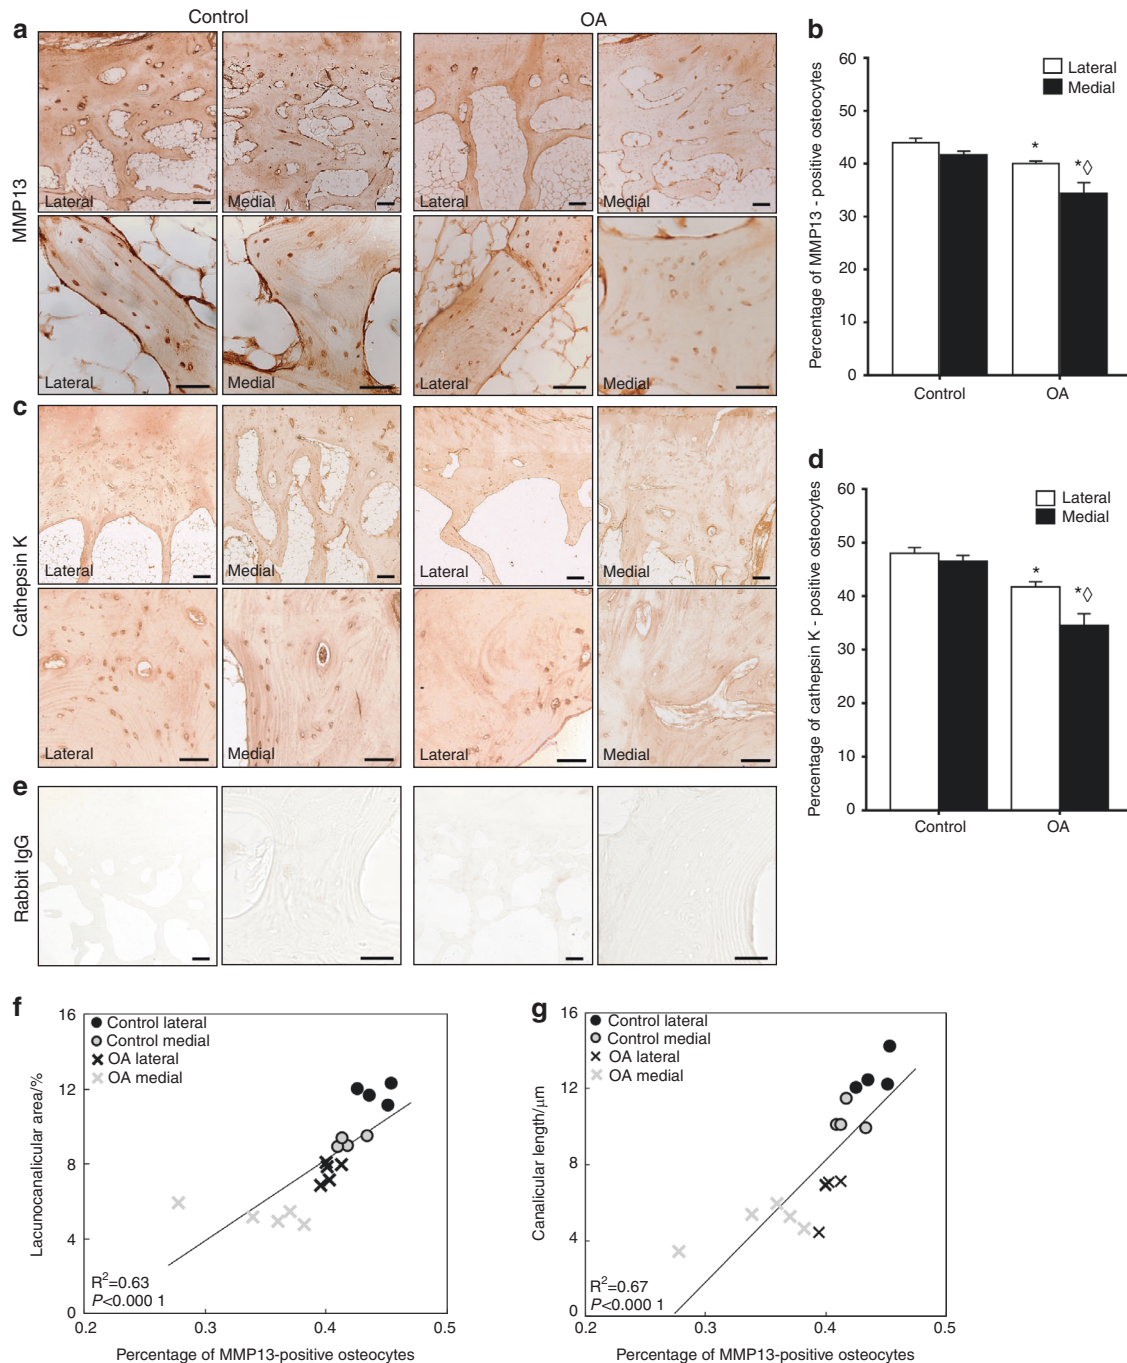 Control
OA
a
MMP13
Lateral
Medial
Lateral
Medial
Lateral
Medial
Lateral
Medial
b
60
50
40
30
20
10
0
Percentage of MMP13 - positive osteocytes
Lateral
Medial
*
*◊
Control
OA
c
Cathepsin K
Lateral
Medial
Lateral
Medial
Lateral
Medial
Lateral
Medial
d
60
50
40
30
20
10
0
Percentage of cathepsin K - positive osteocytes
Lateral
Medial
*
*◊
Control
OA
e
Rabbit IgG
f
16
12
8
4
0
Lacunocanalicular area/%
Control lateral
Control medial
OA lateral
OA medial
R²=0.63
P<0.000 1
0.2
0.3
0.4
0.5
Percentage of MMP13-positive osteocytes
g
16
12
8
4
0
Canalicular length/μm
Control lateral
Control medial
OA lateral
OA medial
R²=0.67
P<0.000 1
0.2
0.3
0.4
0.5
Percentage of MMP13-positive osteocytes